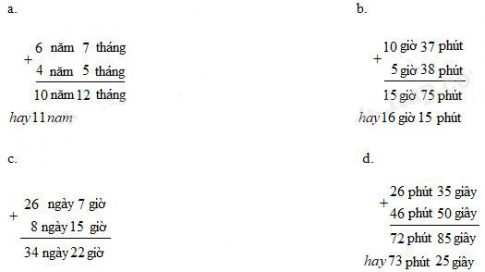 a.
6 năm 7 tháng
+
4 năm 5 tháng
10 năm 12 tháng
hay 11 nam
b.
10 giờ 37 phút
+
5 giờ 38 phút
15 giờ 75 phút
hay 16 giờ 15 phút
c.
26 ngày 7 giờ
+
8 ngày 15 giờ
34 ngày 22 giờ
d.
26 phút 35 giây
+
46 phút 50 giây
72 phút 85 giây
hay 73 phút 25 giây